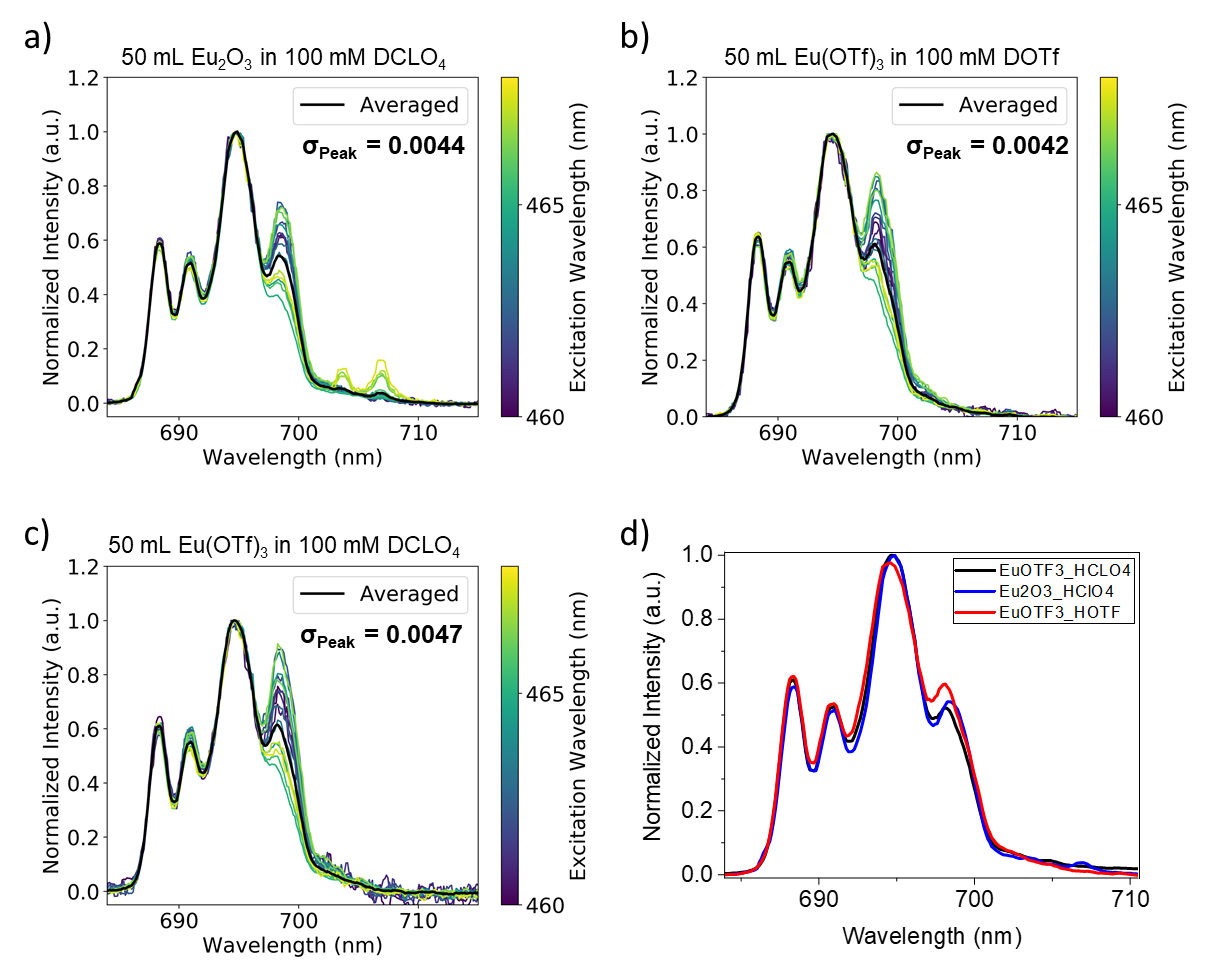 a)
50 mL Eu₂O₃ in 100 mM DCLO₄
1.2
1.0
0.8
0.6
0.4
0.2
0.0
Normalized Intensity (a.u.)
Averaged
σPeak = 0.0044
690
700
710
Wavelength (nm)
465
460
Excitation Wavelength (nm)
b)
50 mL Eu(OTf)₃ in 100 mM DOTf
1.2
1.0
0.8
0.6
0.4
0.2
0.0
Normalized Intensity (a.u.)
Averaged
σPeak = 0.0042
690
700
710
Wavelength (nm)
465
460
Excitation Wavelength (nm)
c)
50 mL Eu(OTf)₃ in 100 mM DCLO₄
1.2
1.0
0.8
0.6
0.4
0.2
0.0
Normalized Intensity (a.u.)
Averaged
σPeak = 0.0047
690
700
710
Wavelength (nm)
465
460
Excitation Wavelength (nm)
d)
1.0
0.8
0.6
0.4
0.2
0.0
Normalized Intensity (a.u.)
EuOTF3_HCLO4
Eu2O3_HClO4
EuOTF3_HOTF
690
700
710
Wavelength (nm)